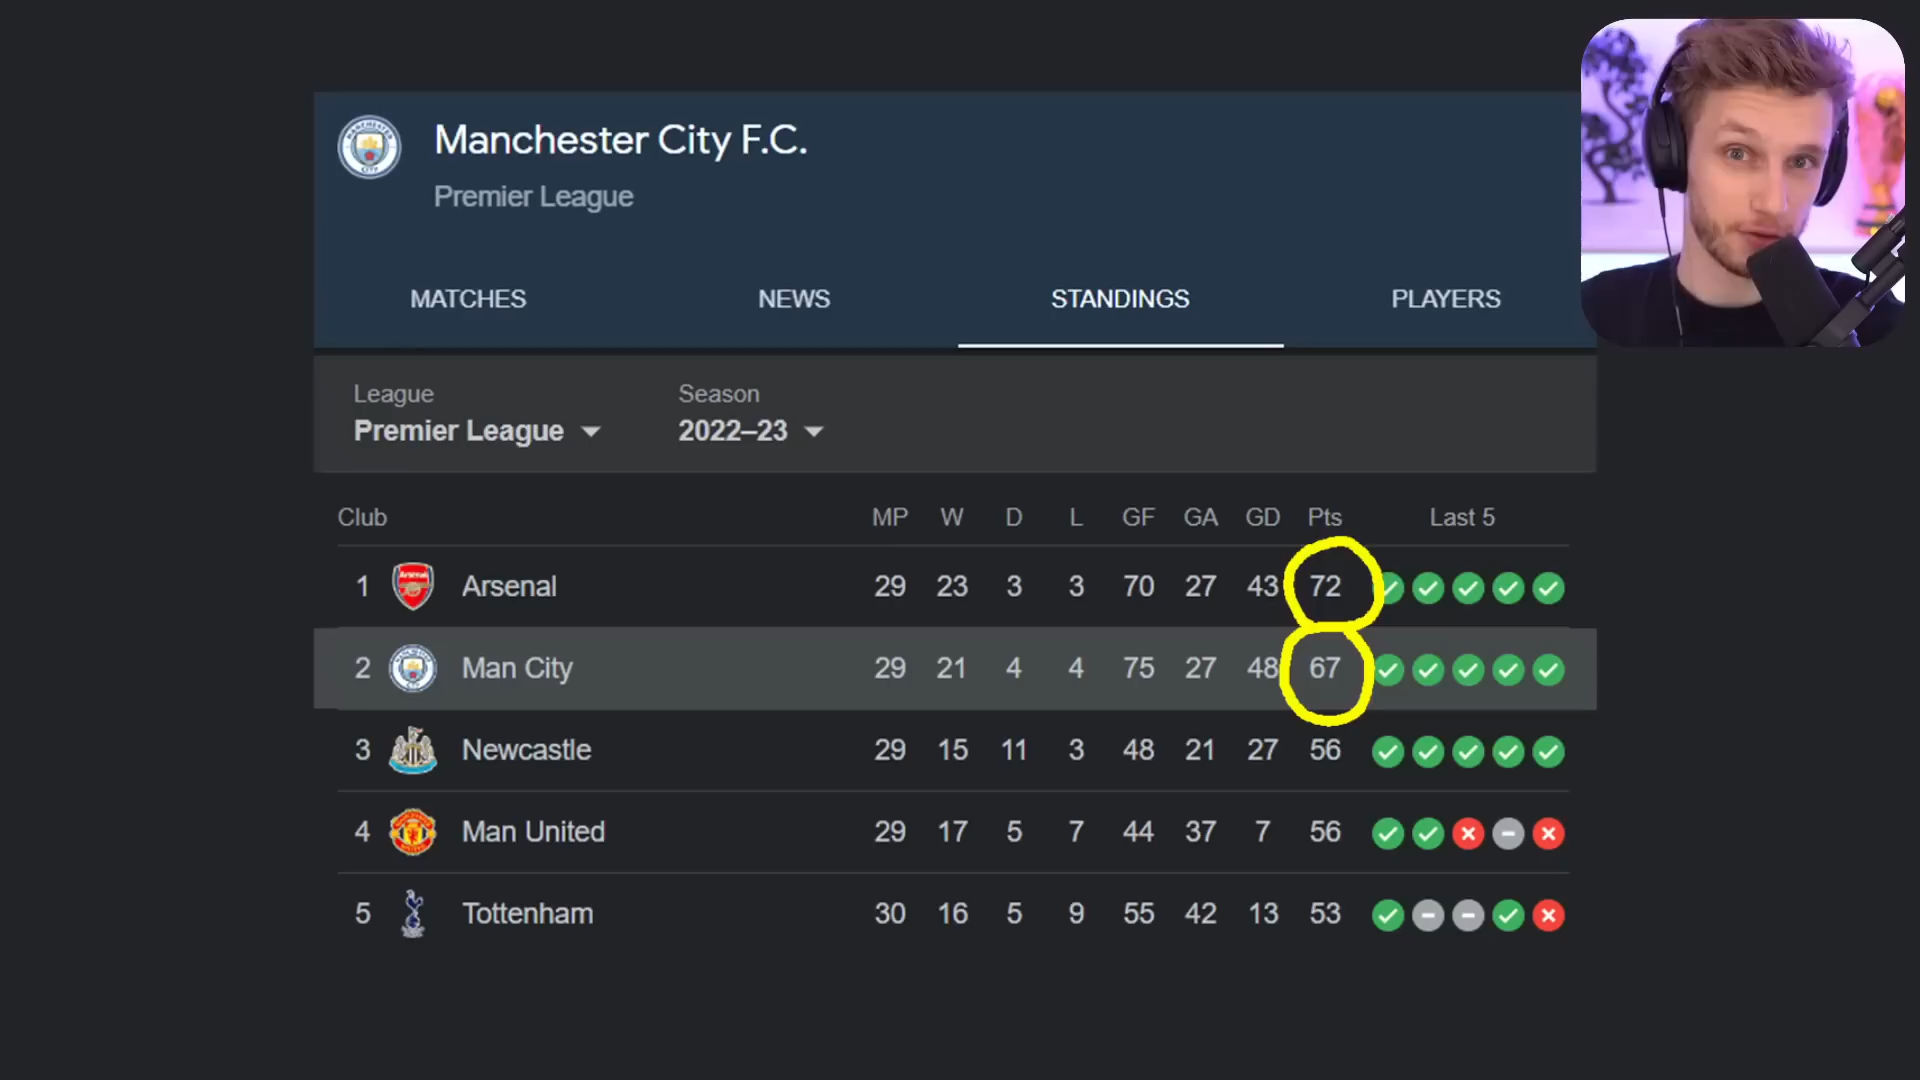 Manchester City F.C.
Premier League
MATCHES NEWS STANDINGS PLAYERS
League Season
Premier League 2022–23
Club MP W D L GF GA GD Pts Last 5
1 Arsenal 29 23 3 3 70 27 43 72
2 Man City 29 21 4 4 75 27 48 67
3 Newcastle 29 15 11 3 48 21 27 56
4 Man United 29 17 5 7 44 37 7 56
5 Tottenham 30 16 5 9 55 42 13 53